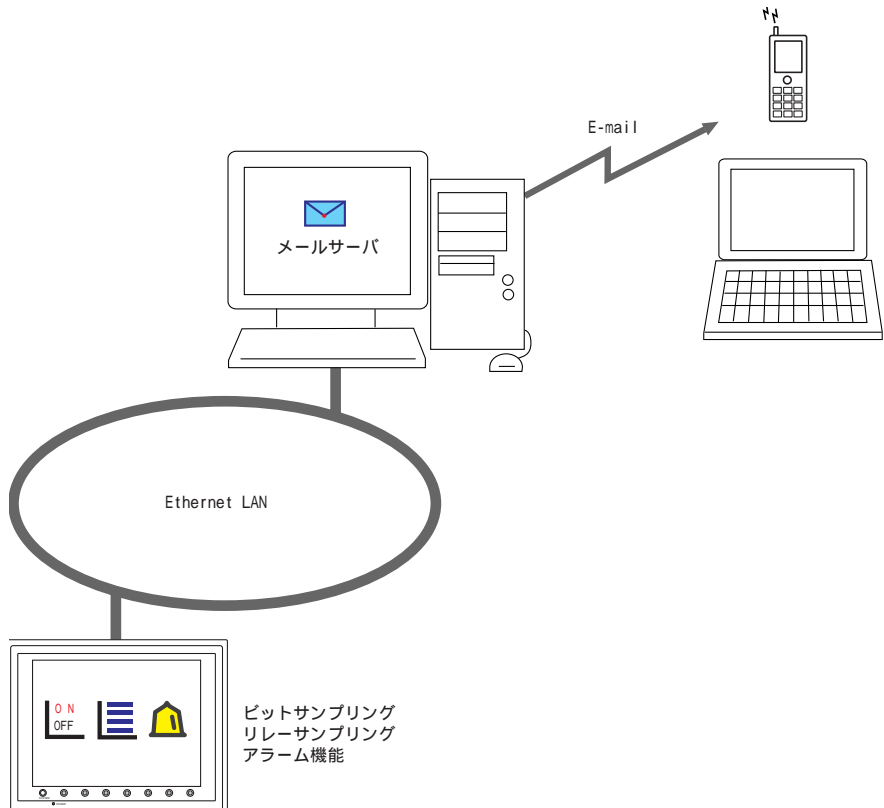 E-mail
メールサーバ
Ethernet LAN
ON
OFF
ビットサンプリング
リレーサンプリング
アラーム機能